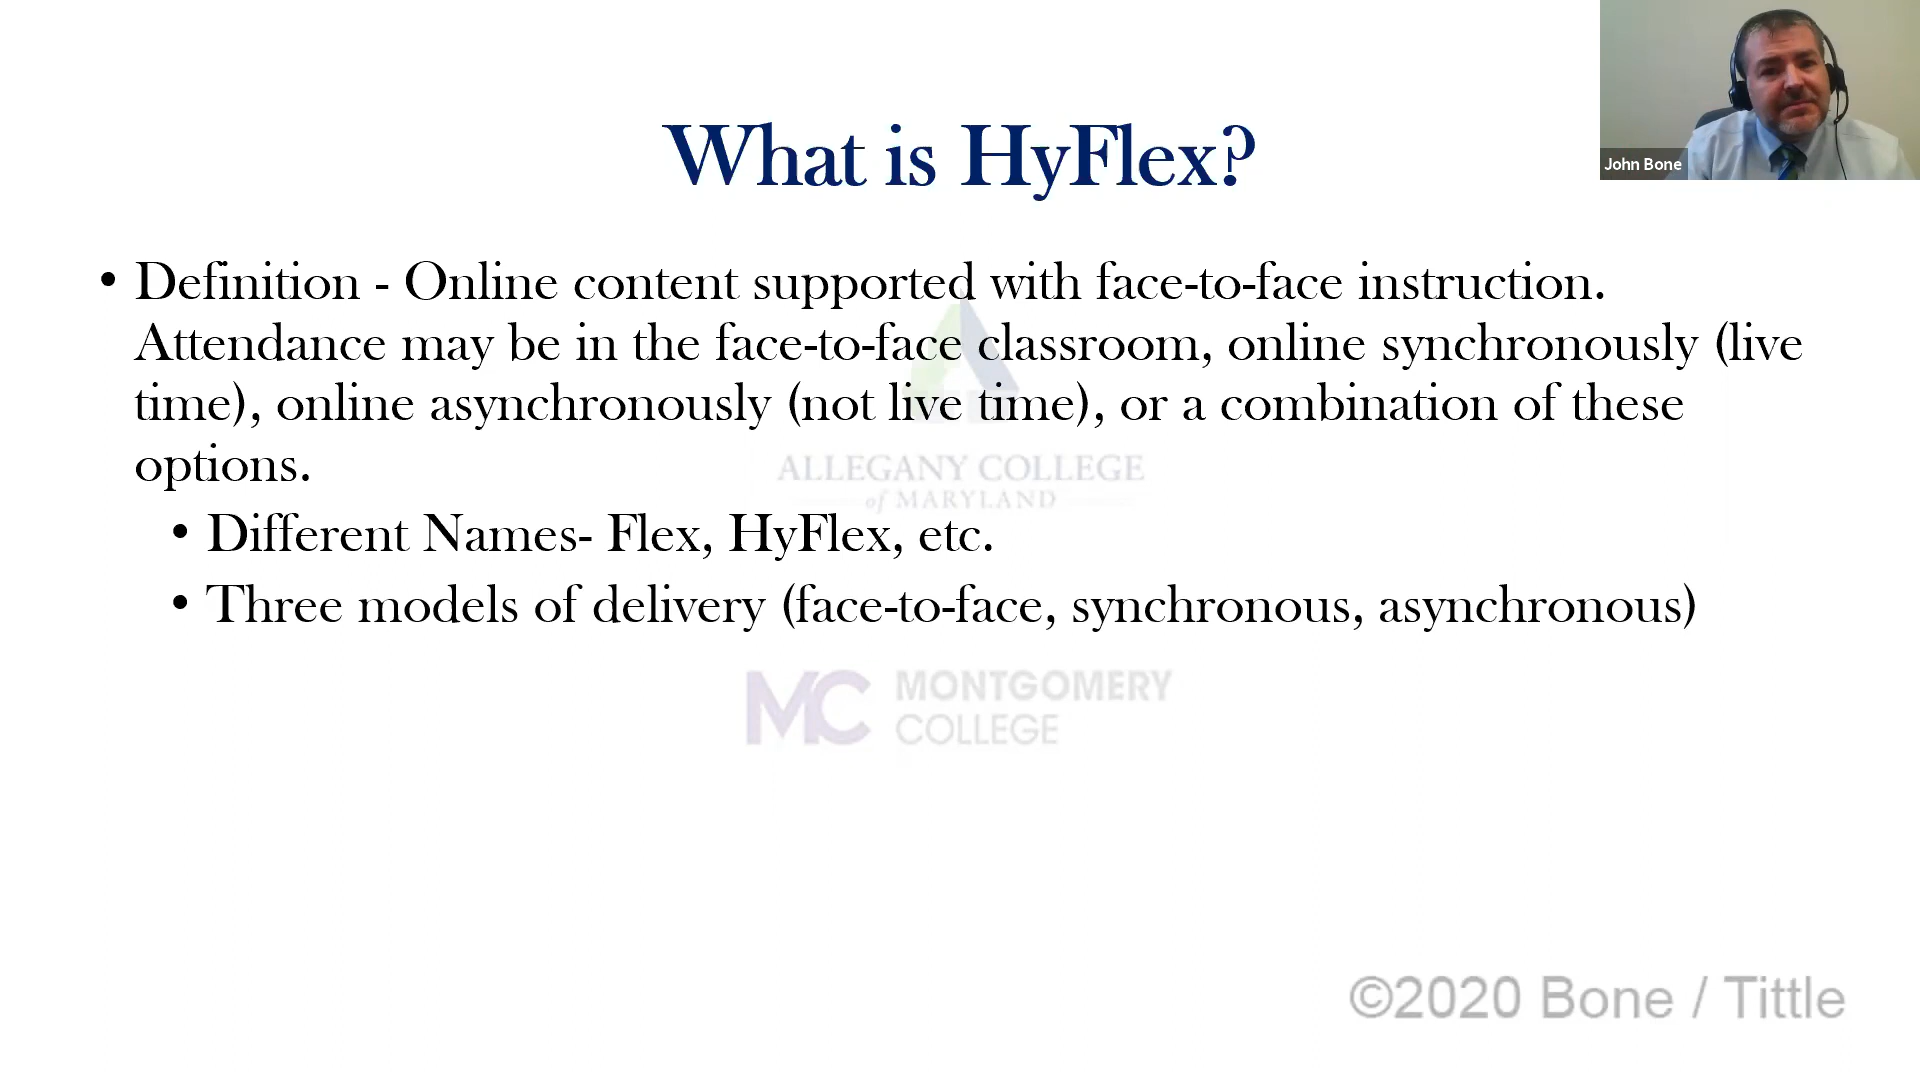 What is HyFlex?
John Bone
• Definition - Online content supported with face-to-face instruction.
Attendance may be in the face-to-face classroom, online synchronously (live
time), online asynchronously (not live time), or a combination of these
options.
ALLEGANY COLLEGE
of MARYLAND
• Different Names- Flex, HyFlex, etc.
• Three models of delivery (face-to-face, synchronous, asynchronous)
MC MONTGOMERY
COLLEGE
©2020 Bone / Tittle